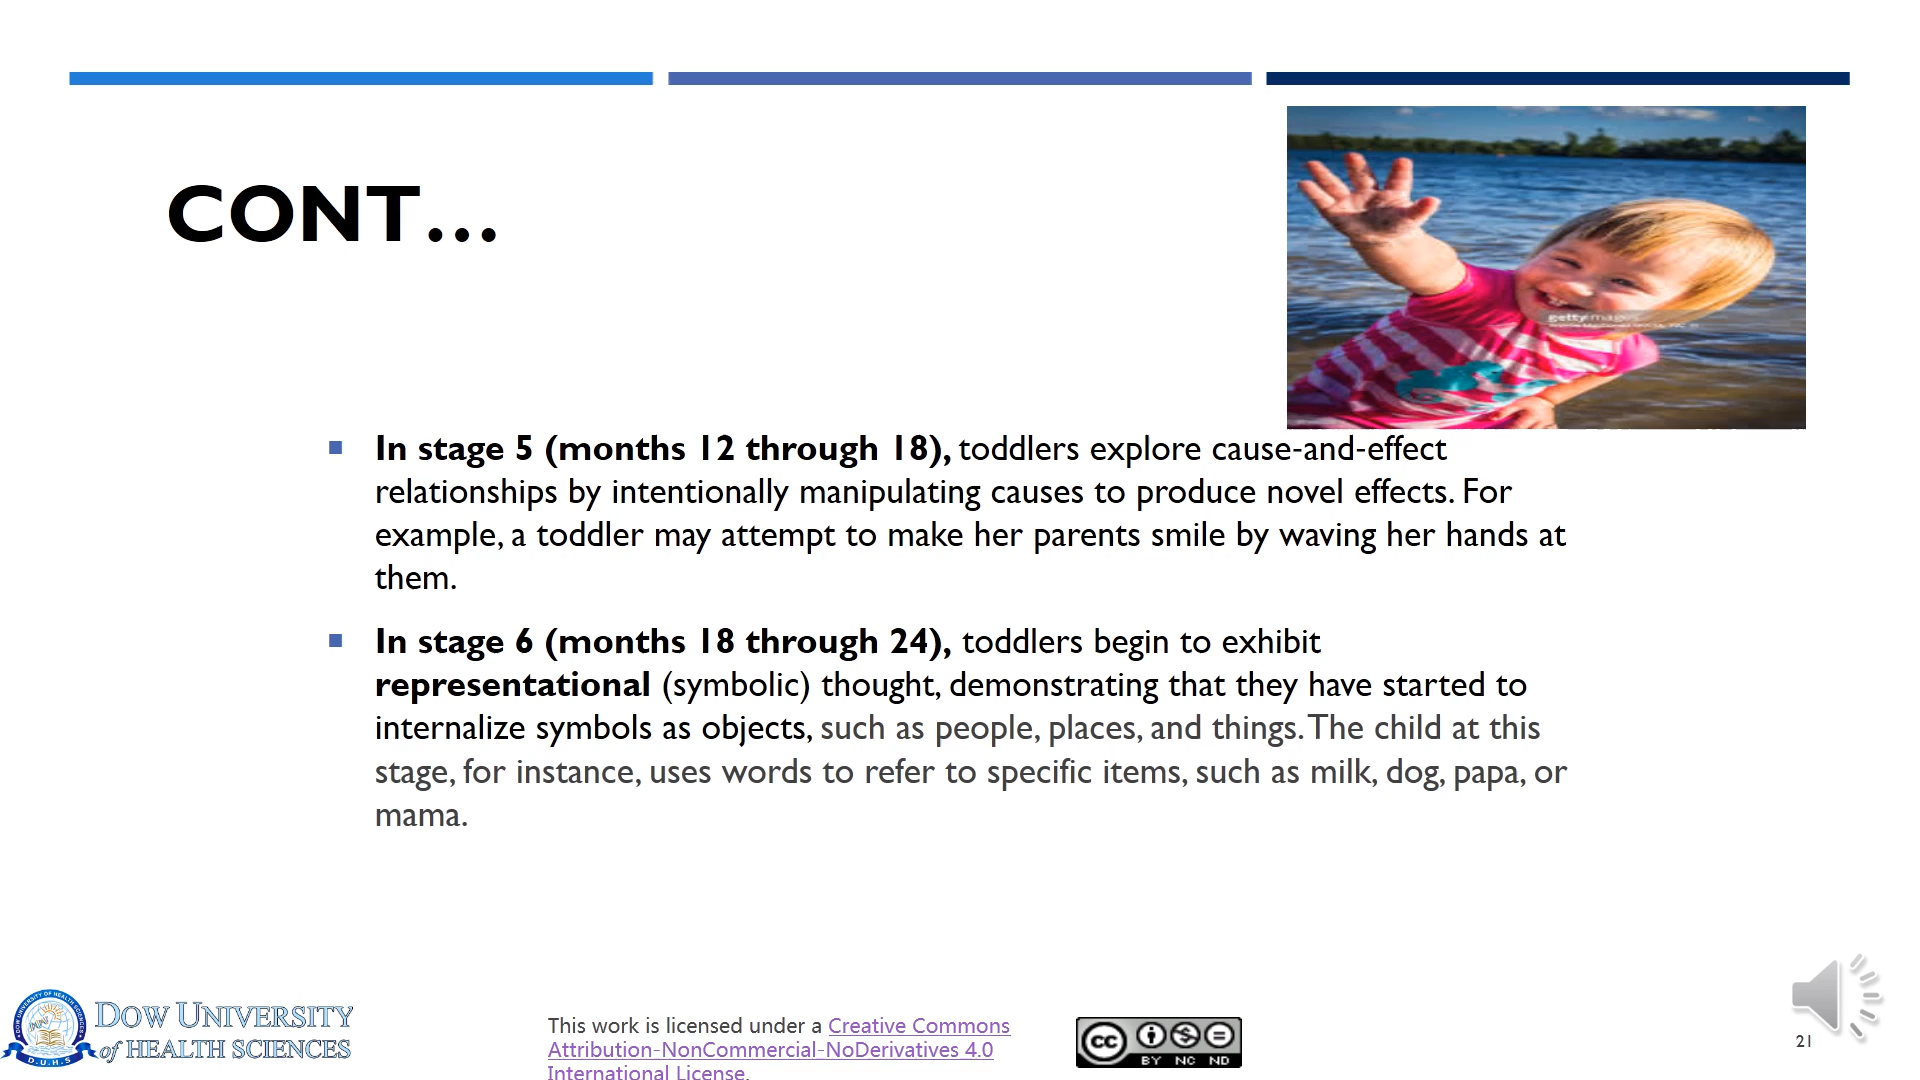 CONT…
gettyimages
In stage 5 (months 12 through 18), toddlers explore cause-and-effect
relationships by intentionally manipulating causes to produce novel effects. For
example, a toddler may attempt to make her parents smile by waving her hands at
them.
In stage 6 (months 18 through 24), toddlers begin to exhibit
representational (symbolic) thought, demonstrating that they have started to
internalize symbols as objects, such as people, places, and things. The child at this
stage, for instance, uses words to refer to specific items, such as milk, dog, papa, or
mama.
DOW UNIVERSITY
of HEALTH SCIENCES
D.U.H.S
This work is licensed under a Creative Commons
Attribution-NonCommercial-NoDerivatives 4.0
International License.
cc
BY NC ND
21